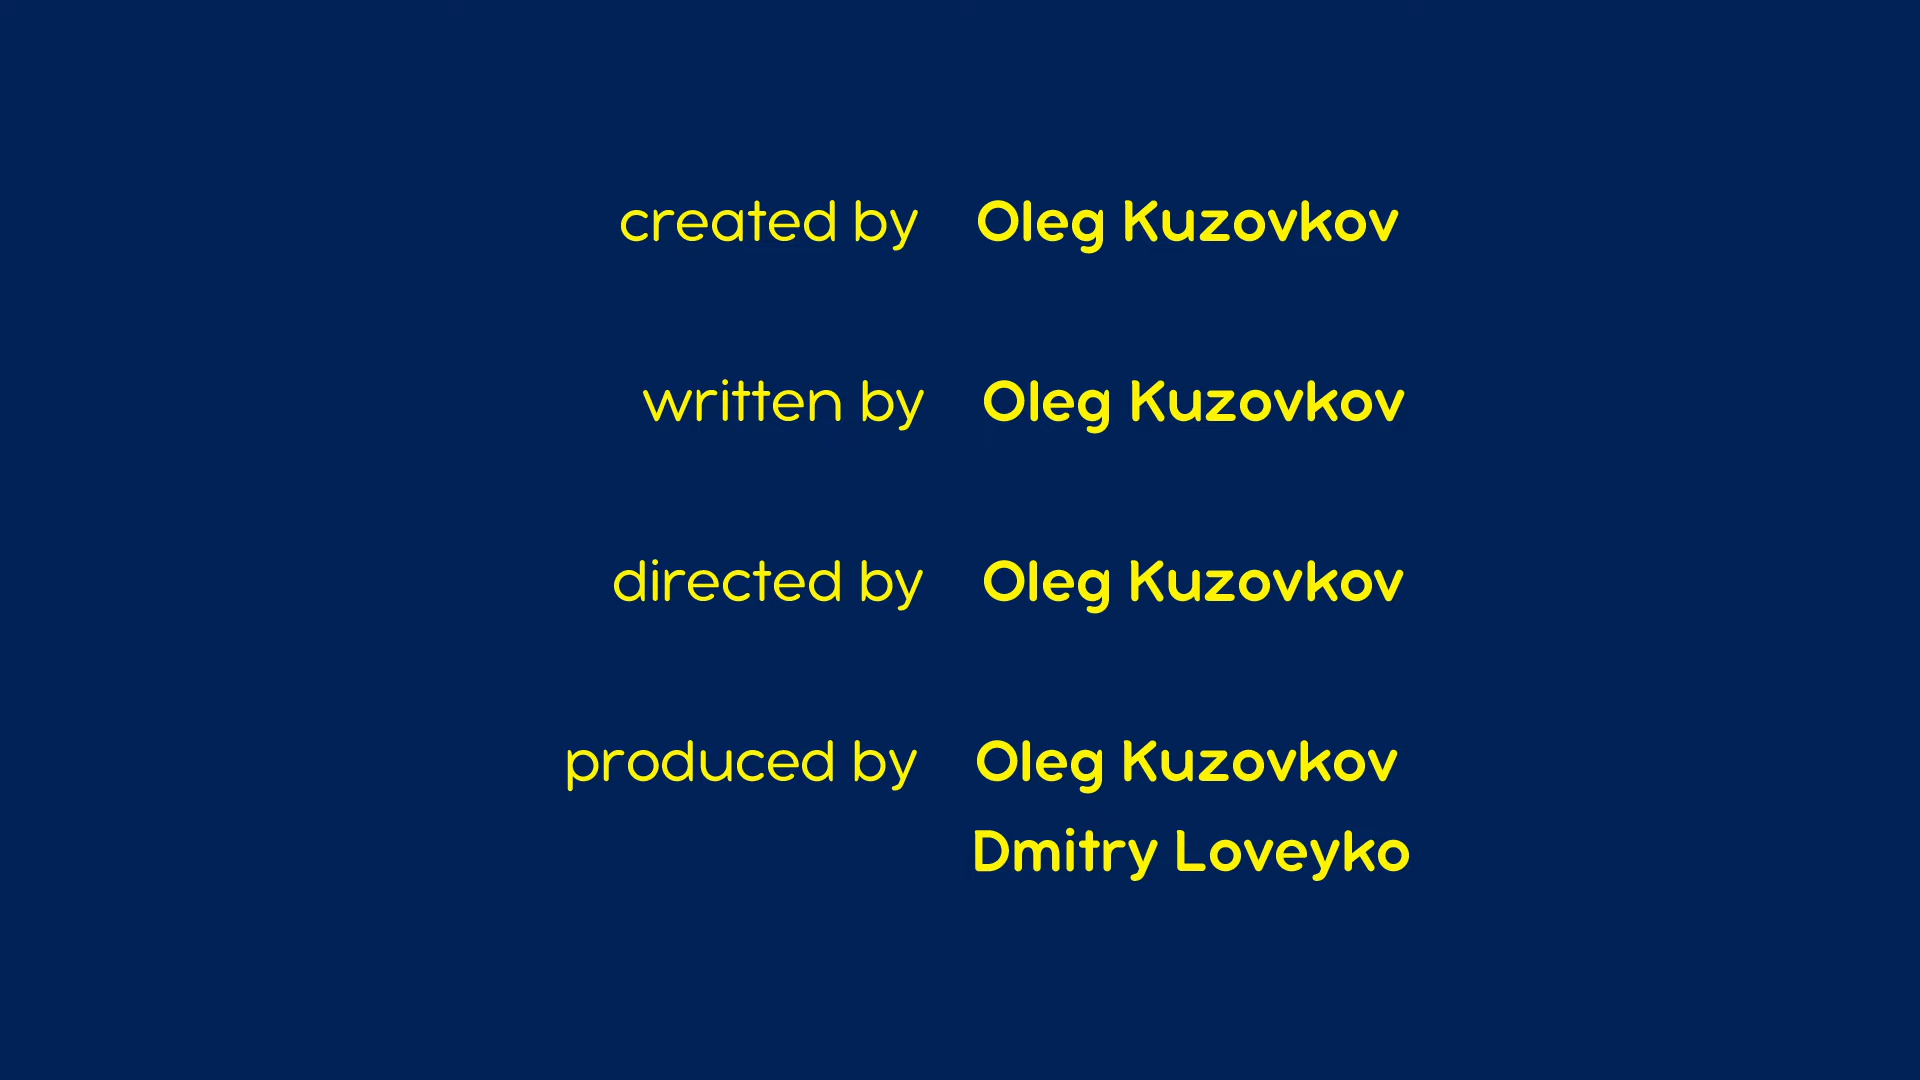 created by Oleg Kuzovkov
written by Oleg Kuzovkov
directed by Oleg Kuzovkov
produced by Oleg Kuzovkov
Dmitry Loveyko